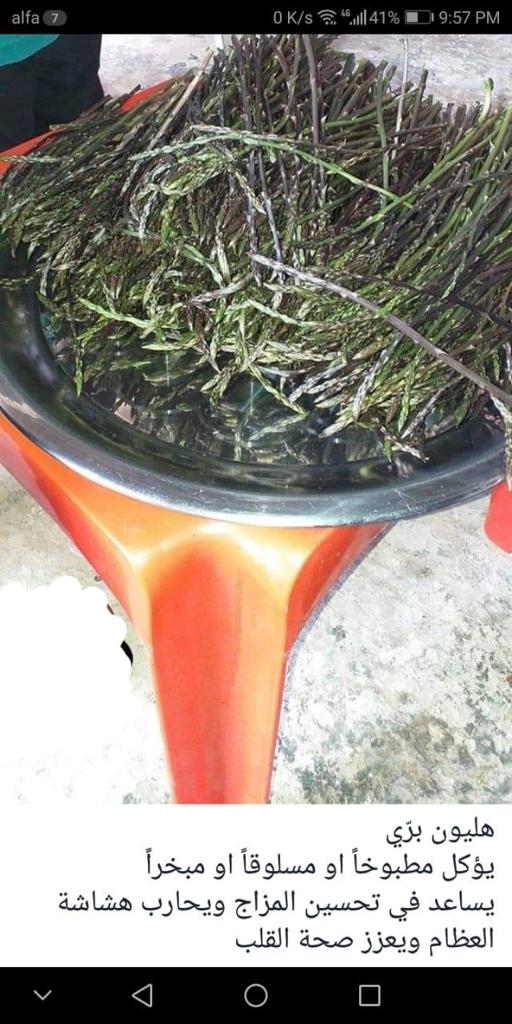 alfa 7 0 K/s 4G 41% 9:57 PM
هليون برّي
يؤكل مطبوخاً او مسلوقاً او مبخراً
يساعد في تحسين المزاج ويحارب هشاشة
العظام ويعزز صحة القلب